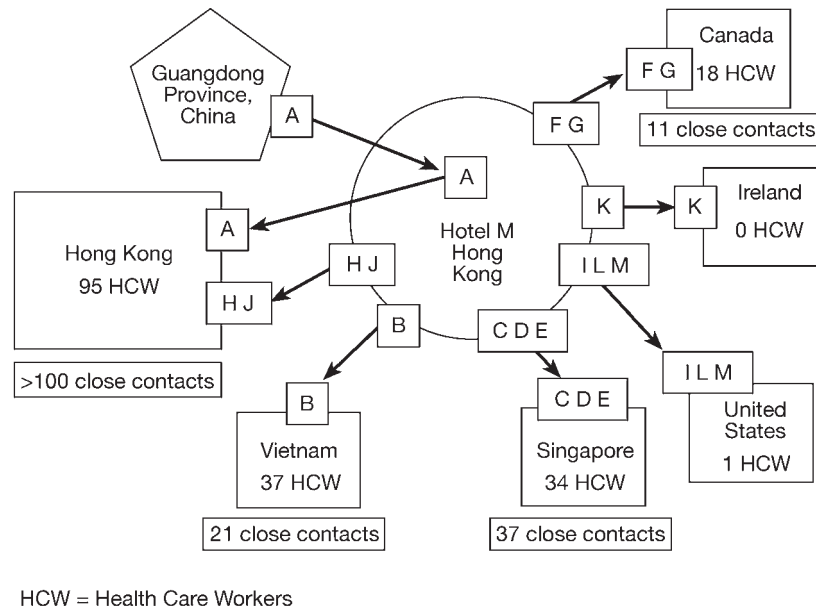 Guangdong
Province,
China
A
A
Hotel M
Hong
Kong
F G
F G
Canada
18 HCW
11 close contacts
K
K
Ireland
0 HCW
A
Hong Kong
95 HCW
H J
H J
>100 close contacts
I L M
I L M
United
States
1 HCW
B
B
Vietnam
37 HCW
21 close contacts
C D E
C D E
Singapore
34 HCW
37 close contacts
HCW = Health Care Workers